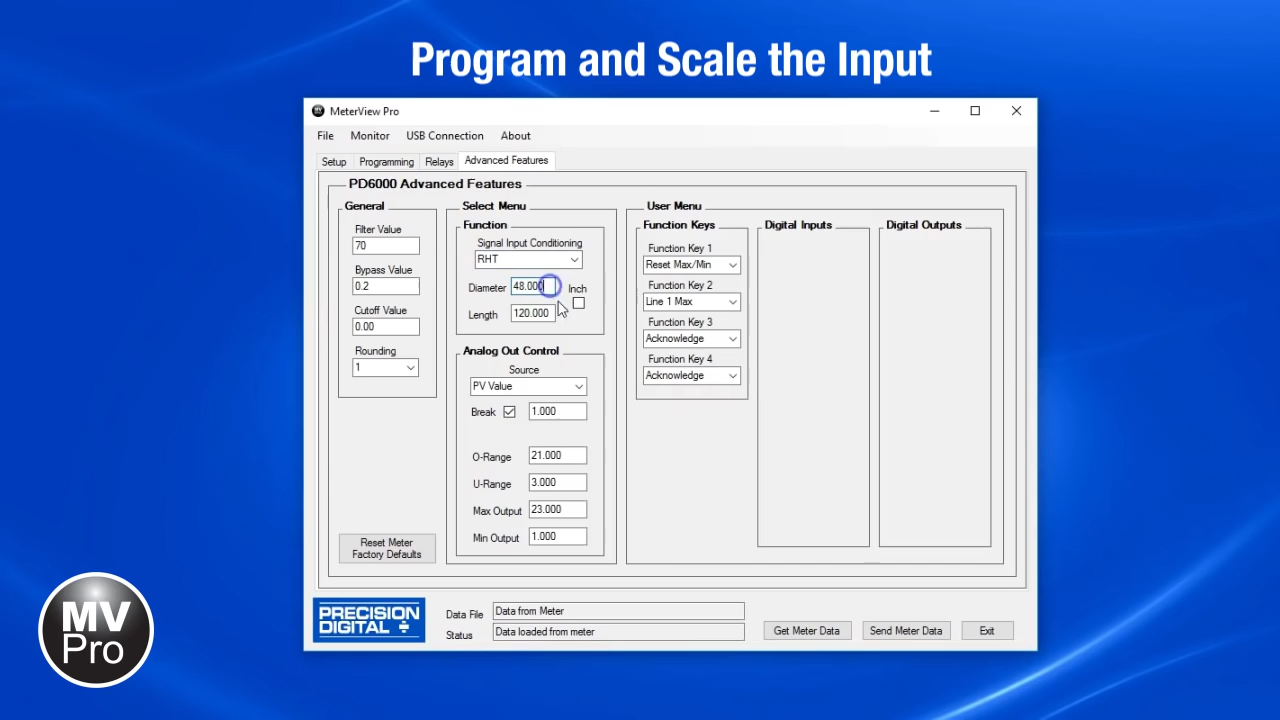 Program and Scale the Input
MeterView Pro
File Monitor USB Connection About
Setup Programming Relays Advanced Features
PD6000 Advanced Features
General
Filter Value
70
Bypass Value
0.2
Cutoff Value
0.00
Rounding
1
Reset Meter
Factory Defaults
Select Menu
Function
Signal Input Conditioning
RHT
Diameter 48.000 Inch
Length 120.000
Analog Out Control
Source
PV Value
Break 1.000
O-Range 21.000
U-Range 3.000
Max Output 23.000
Min Output 1.000
User Menu
Function Keys
Function Key 1
Reset Max/Min
Function Key 2
Line 1 Max
Function Key 3
Acknowledge
Function Key 4
Acknowledge
Digital Inputs
Digital Outputs
PRECISION
DIGITAL
Data File Data from Meter
Status Data loaded from meter
Get Meter Data Send Meter Data Exit
MV
Pro